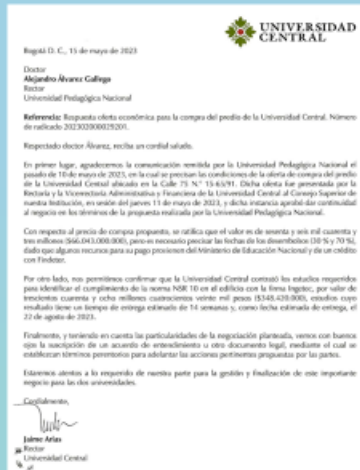 UNIVERSIDAD
CENTRAL
Bogotá D. C., 15 de mayo de 2023
Doctor
Alejandro Álvarez Gallego
Rector
Universidad Pedagógica Nacional
Referencia: Respuesta oferta económica para la compra del predio de la Universidad Central. Número
de radicado 202302000029201.
Respetado doctor Álvarez, reciba un cordial saludo.
En primer lugar, agradecemos la comunicación remitida por la Universidad Pedagógica Nacional el
pasado de 10 de mayo de 2023, en la cual se precisan las condiciones de la oferta de compra del predio
de la Universidad Central ubicado en la Calle 75 N.° 15-65/91. Dicha oferta fue presentada por la
Rectoría y la Vicerrectoría Administrativa y Financiera de la Universidad Central al Consejo Superior de
nuestra Institución, en sesión del jueves 11 de mayo de 2023, y dicha instancia aprobó dar continuidad
al negocio en los términos de la propuesta realizada por la Universidad Pedagógica Nacional.
Con respecto al precio de compra propuesto, se ratifica que el valor es de sesenta y seis mil cuarenta y
tres millones ($66.043.000.000), pero es necesario precisar las fechas de los desembolsos (30 % y 70 %),
dado que algunos recursos para su pago provienen del Ministerio de Educación Nacional y de un crédito
con Findeter.
Por otro lado, nos permitimos confirmar que la Universidad Central contrató los estudios requeridos
para identificar el cumplimiento de la norma NSR 10 en el edificio con la firma Ingetec, por valor de
trescientos cuarenta y ocho millones cuatrocientos veinte mil pesos ($348.420.000), estudios cuyo
resultado tiene un tiempo de entrega estimado de 14 semanas y, como fecha estimada de entrega, el
22 de agosto de 2023.
Finalmente, y teniendo en cuenta las particularidades de la negociación planteada, vemos con buenos
ojos la suscripción de un acuerdo de entendimiento u otro documento legal, mediante el cual se
establezcan términos perentorios para adelantar las acciones pertinentes propuestas por las partes.
Estaremos atentos a lo requerido de nuestra parte para la gestión y finalización de este importante
negocio para las dos universidades.
Cordialmente,
Jaime Arias
Rector
Universidad Central